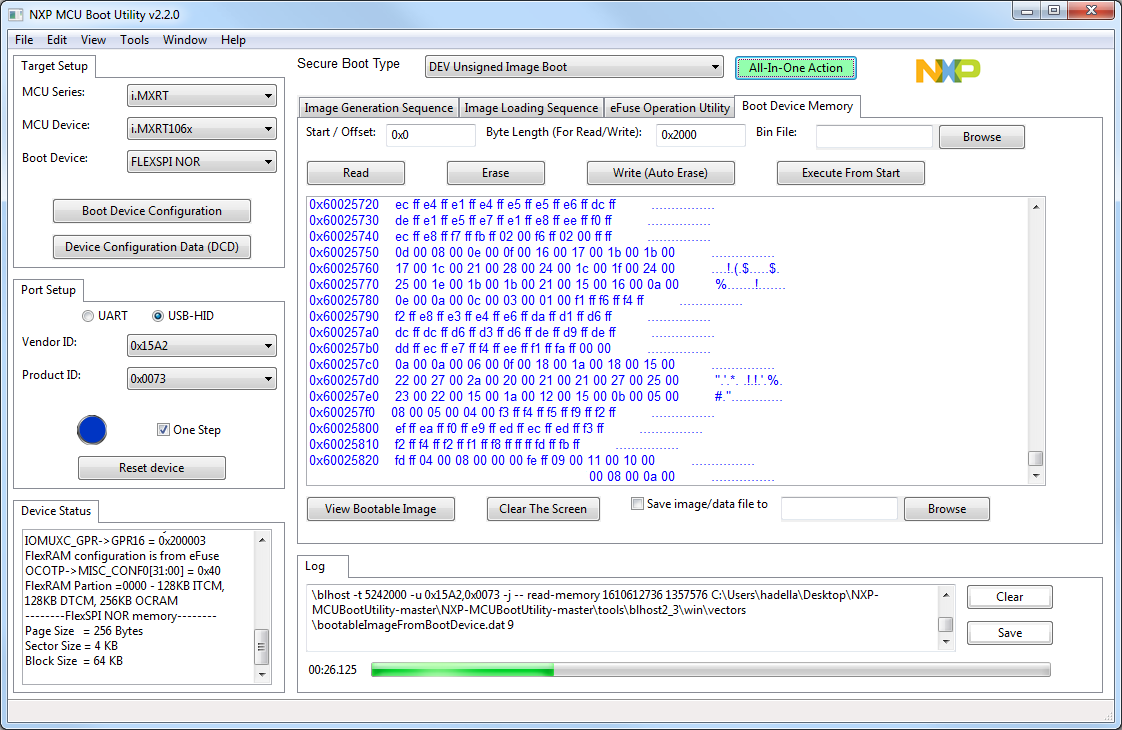 NXP MCU Boot Utility v2.2.0
File Edit View Tools Window Help
Target Setup
MCU Series: i.MXRT
MCU Device: i.MXRT106x
Boot Device: FLEXSPI NOR
Boot Device Configuration
Device Configuration Data (DCD)
Port Setup
UART USB-HID
Vendor ID: 0x15A2
Product ID: 0x0073
One Step
Reset device
Device Status
IOMUXC_GPR->GPR16 = 0x200003
FlexRAM configuration is from eFuse
OCOTP->MISC_CONF0[31:00] = 0x40
FlexRAM Partion =0000 - 128KB ITCM,
128KB DTCM, 256KB OCRAM
--------FlexSPI NOR memory--------
Page Size = 256 Bytes
Sector Size = 4 KB
Block Size = 64 KB
Secure Boot Type DEV Unsigned Image Boot All-In-One Action NXP
Image Generation Sequence Image Loading Sequence eFuse Operation Utility Boot Device Memory
Start / Offset: 0x0 Byte Length (For Read/Write): 0x2000 Bin File: Browse
Read Erase Write (Auto Erase) Execute From Start
0x60025720 ec ff e4 ff e1 ff e4 ff e5 ff e5 ff e6 ff dc ff ................
0x60025730 de ff e1 ff e5 ff e7 ff e1 ff e8 ff ee ff f0 ff ................
0x60025740 ec ff e8 ff f7 ff fb ff 02 00 f6 ff 02 00 ff ff ................
0x60025750 0d 00 08 00 0e 00 0f 00 16 00 17 00 1b 00 1b 00 ................
0x60025760 17 00 1c 00 21 00 28 00 24 00 1c 00 1f 00 24 00 ....!.(.$.....$.
0x60025770 25 00 1e 00 1b 00 1b 00 21 00 15 00 16 00 0a 00 %.......!.......
0x60025780 0e 00 0a 00 0c 00 03 00 01 00 f1 ff f6 ff f4 ff ................
0x60025790 f2 ff e8 ff e3 ff e4 ff e6 ff da ff d1 ff d6 ff ................
0x600257a0 dc ff dc ff d6 ff d3 ff d6 ff de ff d9 ff de ff ................
0x600257b0 dd ff ec ff e7 ff f4 ff ee ff f1 ff fa ff 00 00 ................
0x600257c0 0a 00 0a 00 06 00 0f 00 18 00 1a 00 18 00 15 00 ................
0x600257d0 22 00 27 00 2a 00 20 00 21 00 21 00 27 00 25 00 ".'.*. .!.!.'.%.
0x600257e0 23 00 22 00 15 00 1a 00 12 00 15 00 0b 00 05 00 #.".............
0x600257f0 08 00 05 00 04 00 f3 ff f4 ff f5 ff f9 ff f2 ff ................
0x60025800 ef ff ea ff f0 ff e9 ff ed ff ec ff ed ff f3 ff ................
0x60025810 f2 ff f4 ff f2 ff f1 ff f8 ff ff ff fd ff fb ff ................
0x60025820 fd ff 04 00 08 00 00 00 fe ff 09 00 11 00 10 00 ................
00 08 00 0a 00 ................
View Bootable Image Clear The Screen Save image/data file to Browse
Log
\blhost -t 5242000 -u 0x15A2,0x0073 -j -- read-memory 1610612736 1357576 C:\Users\hadella\Desktop\NXP-
MCUBootUtility-master\NXP-MCUBootUtility-master\tools\blhost2_3\win\vectors
\bootableImageFromBootDevice.dat 9
Clear
Save
00:26.125